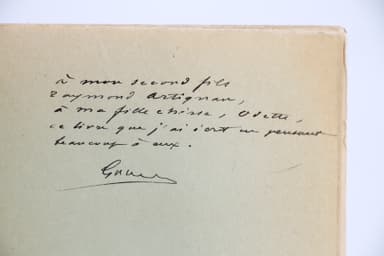 à mon second fils
Raymond Artignan,
à ma fille chérie, Odette,
ce livre que j'ai écrit en pensant
beaucoup à eux.